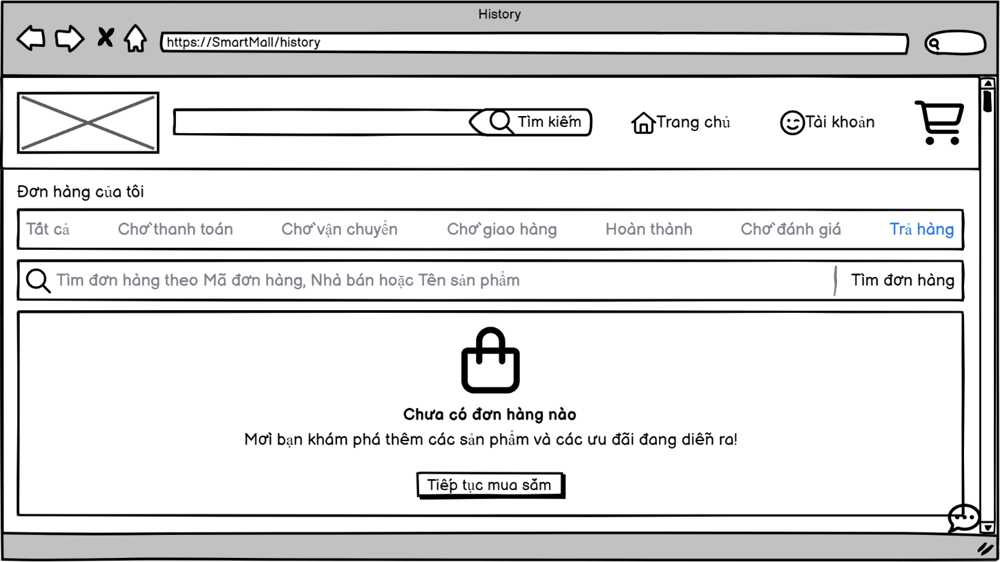 History
https://SmartMall/history
Tìm kiếm
Trang chủ
Tài khoản
Đơn hàng của tôi
Tất cả Chờ thanh toán Chờ vận chuyển Chờ giao hàng Hoàn thành Chờ đánh giá Trả hàng
Tìm đơn hàng theo Mã đơn hàng, Nhà bán hoặc Tên sản phẩm Tìm đơn hàng
Chưa có đơn hàng nào
Mời bạn khám phá thêm các sản phẩm và các ưu đãi đang diễn ra!
Tiếp tục mua sắm